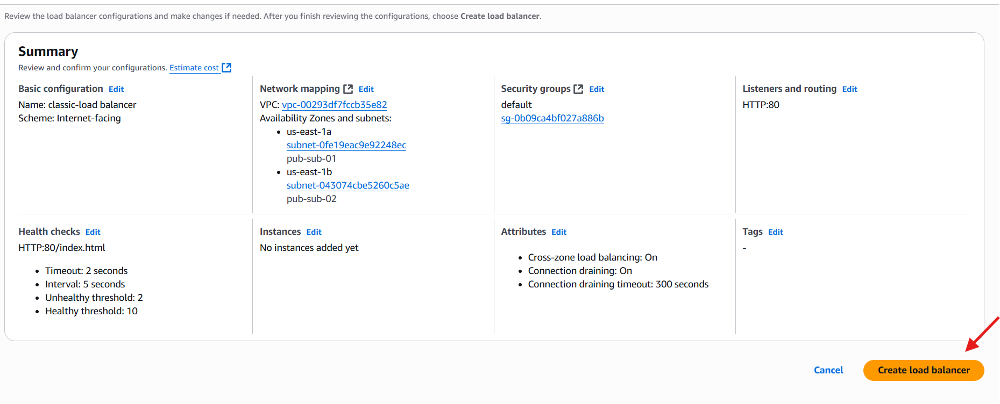 Review the load balancer configurations and make changes if needed. After you finish reviewing the configurations, choose Create load balancer.
Summary
Review and confirm your configurations. Estimate cost
Basic configuration Edit
Name: classic-load balancer
Scheme: Internet-facing
Network mapping Edit
VPC: vpc-00293df7fccb35e82
Availability Zones and subnets:
• us-east-1a
subnet-0fe19eac9e92248ec
pub-sub-01
• us-east-1b
subnet-043074cbe5260c5ae
pub-sub-02
Security groups Edit
default
sg-0b09ca4bf027a886b
Listeners and routing Edit
HTTP:80
Health checks Edit
HTTP:80/index.html
• Timeout: 2 seconds
• Interval: 5 seconds
• Unhealthy threshold: 2
• Healthy threshold: 10
Instances Edit
No instances added yet
Attributes Edit
• Cross-zone load balancing: On
• Connection draining: On
• Connection draining timeout: 300 seconds
Tags Edit
-
Cancel
Create load balancer